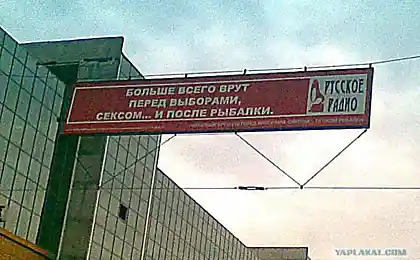 БОЛЬШЕ ВСЕГО ВРУТ
ПЕРЕД ВЫБОРАМИ,
СЕКСОМ... И ПОСЛЕ РЫБАЛКИ.
РУССКОЕ
РАДИО
YAPLAKAL.COM